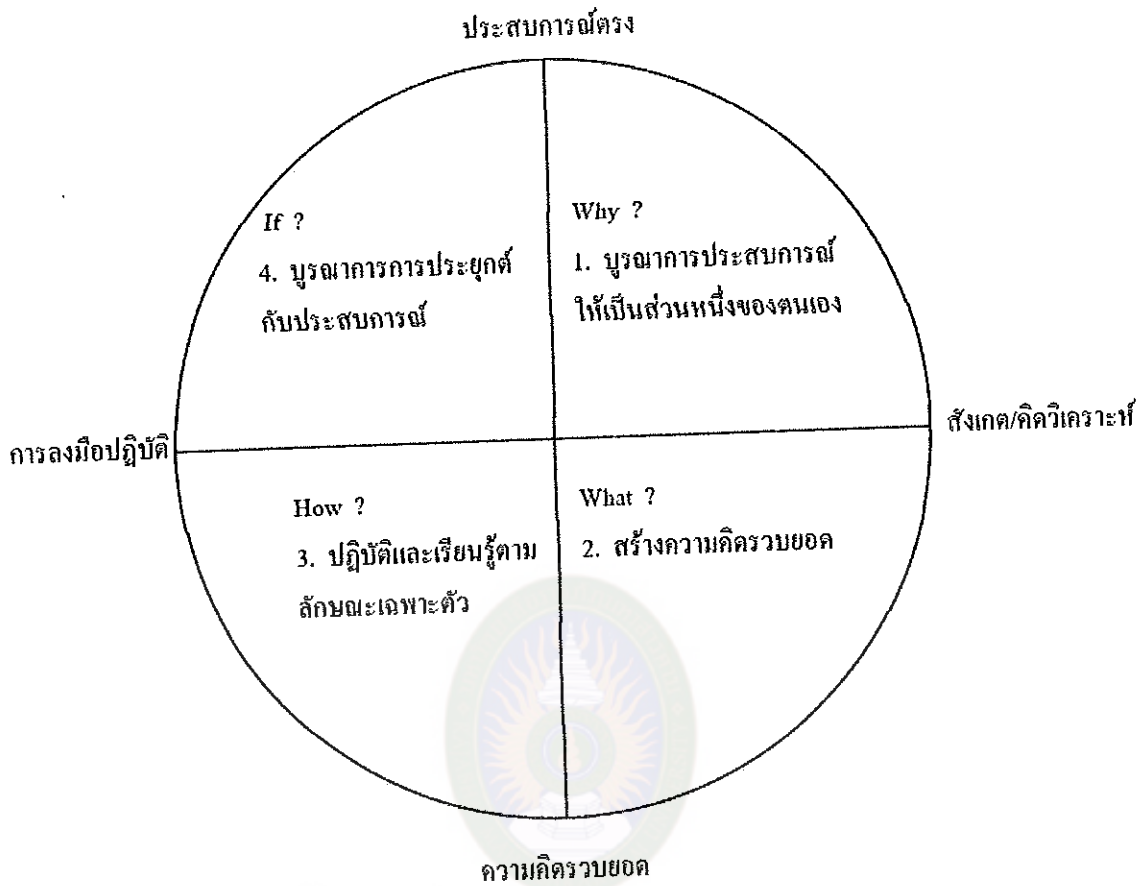 ประสบการณ์ตรง
If ?
4. บูรณาการการประยุกต์
กับประสบการณ์
Why ?
1. บูรณาการประสบการณ์
ให้เป็นส่วนหนึ่งของตนเอง
การลงมือปฏิบัติ
สังเกต/คิดวิเคราะห์
How ?
3. ปฏิบัติและเรียนรู้ตาม
ลักษณะเฉพาะตัว
What ?
2. สร้างความคิดรวบยอด
ความคิดรวบยอด